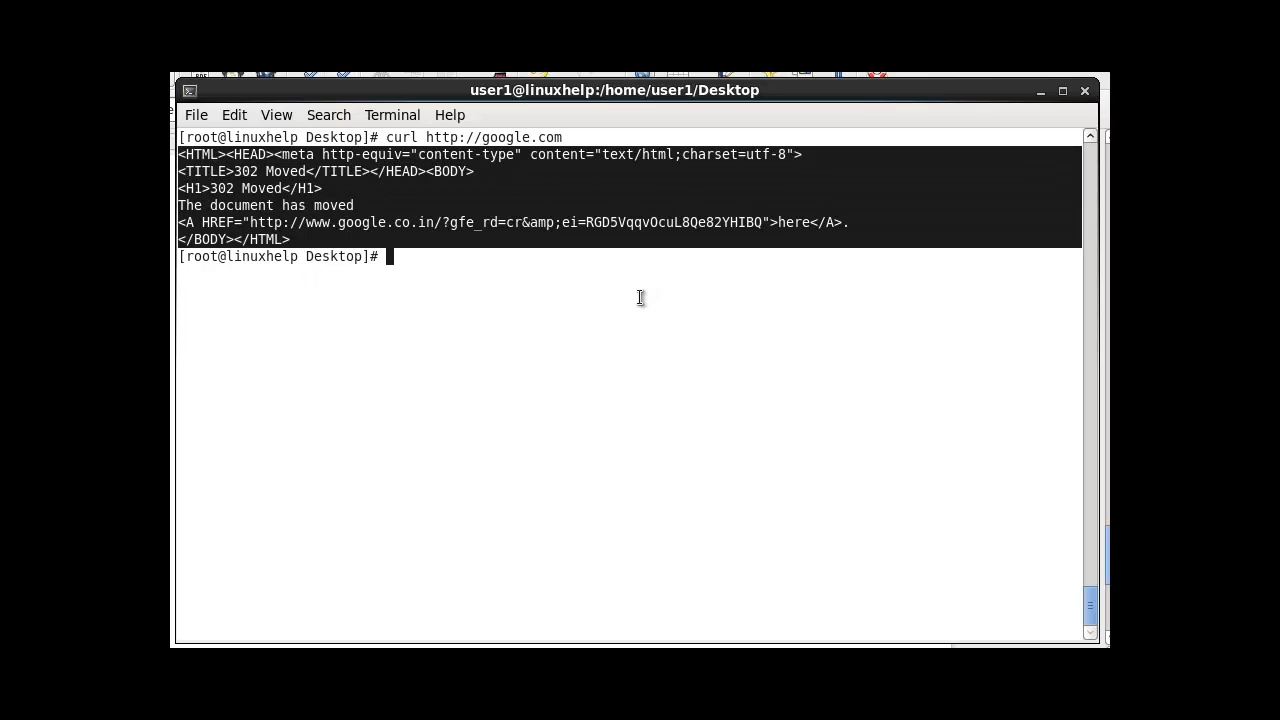 user1@linuxhelp:/home/user1/Desktop
File Edit View Search Terminal Help
[root@linuxhelp Desktop]# curl http://google.com
<HTML><HEAD><meta http-equiv="content-type" content="text/html;charset=utf-8">
<TITLE>302 Moved</TITLE></HEAD><BODY>
<H1>302 Moved</H1>
The document has moved
<A HREF="http://www.google.co.in/?gfe_rd=cr&amp;ei=RGD5VqqvOcuL8Qe82YHIBQ">here</A>.
</BODY></HTML>
[root@linuxhelp Desktop]#